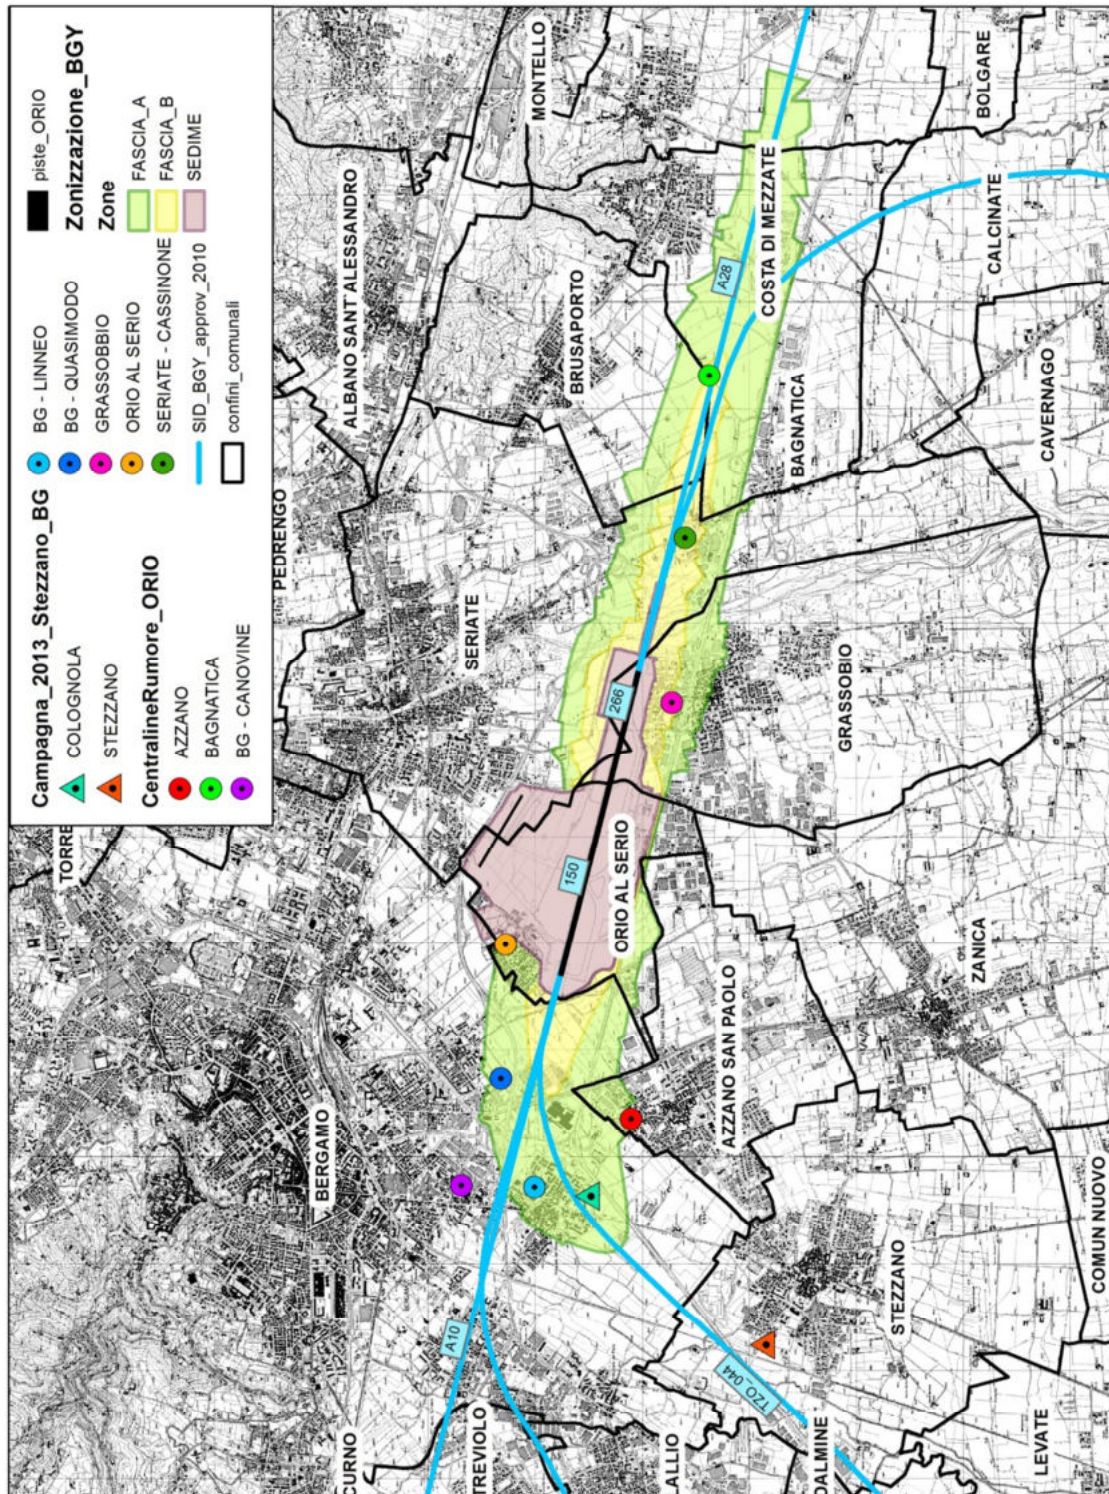 Campagna_2013_Stezzano_BG
COLOGNOLA
STEZZANO
CentralineRumore_ORIO
AZZANO
BAGNATICA
BG - CANOVINE
BG - LINNEO
BG - QUASIMODO
GRASSOBBIO
ORIO AL SERIO
SERIATE - CASSINONE
SID_BGY_approv_2010
confini_comunali
piste_ORIO
Zonizzazione_BGY
Zone
FASCIA_A
FASCIA_B
SEDIME
TORRE
PEDRENGO
ALBANO SANT'ALESSANDRO
MONTELLO
BERGAMO
SERIATE
BRUSAPORTO
CURNO
A10
TREVIOLO
150
266
A28
COSTA DI MEZZATE
BOLGARE
ORIO AL SERIO
BAGNATICA
CALCINATE
LALLIO
AZZANO SAN PAOLO
TZO_044
DALMINE
GRASSOBIO
CAVERNAGO
STEZZANO
ZANICA
LEVATE
COMUN NUOVO